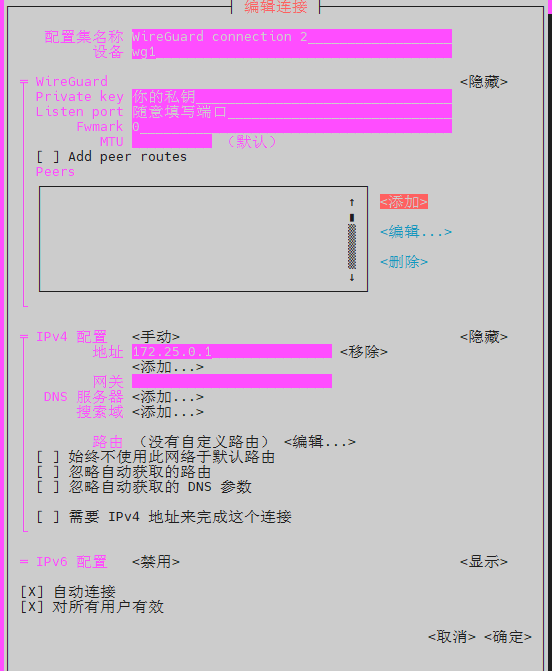 编辑连接
配置集名称 WireGuard connection 2
设备 wg1
WireGuard <隐藏>
Private key 你的私钥
Listen port 随意填写端口
Fwmark 0
MTU （默认）
[ ] Add peer routes
Peers
<添加>
<编辑...>
<删除>
IPv4 配置 <手动> <隐藏>
地址 172.25.0.1 <移除>
<添加...>
网关
DNS 服务器 <添加...>
搜索域 <添加...>
路由 （没有自定义路由） <编辑...>
[ ] 始终不使用此网络于默认路由
[ ] 忽略自动获取的路由
[ ] 忽略自动获取的 DNS 参数
[ ] 需要 IPv4 地址来完成这个连接
IPv6 配置 <禁用> <显示>
[X] 自动连接
[X] 对所有用户有效
<取消> <确定>